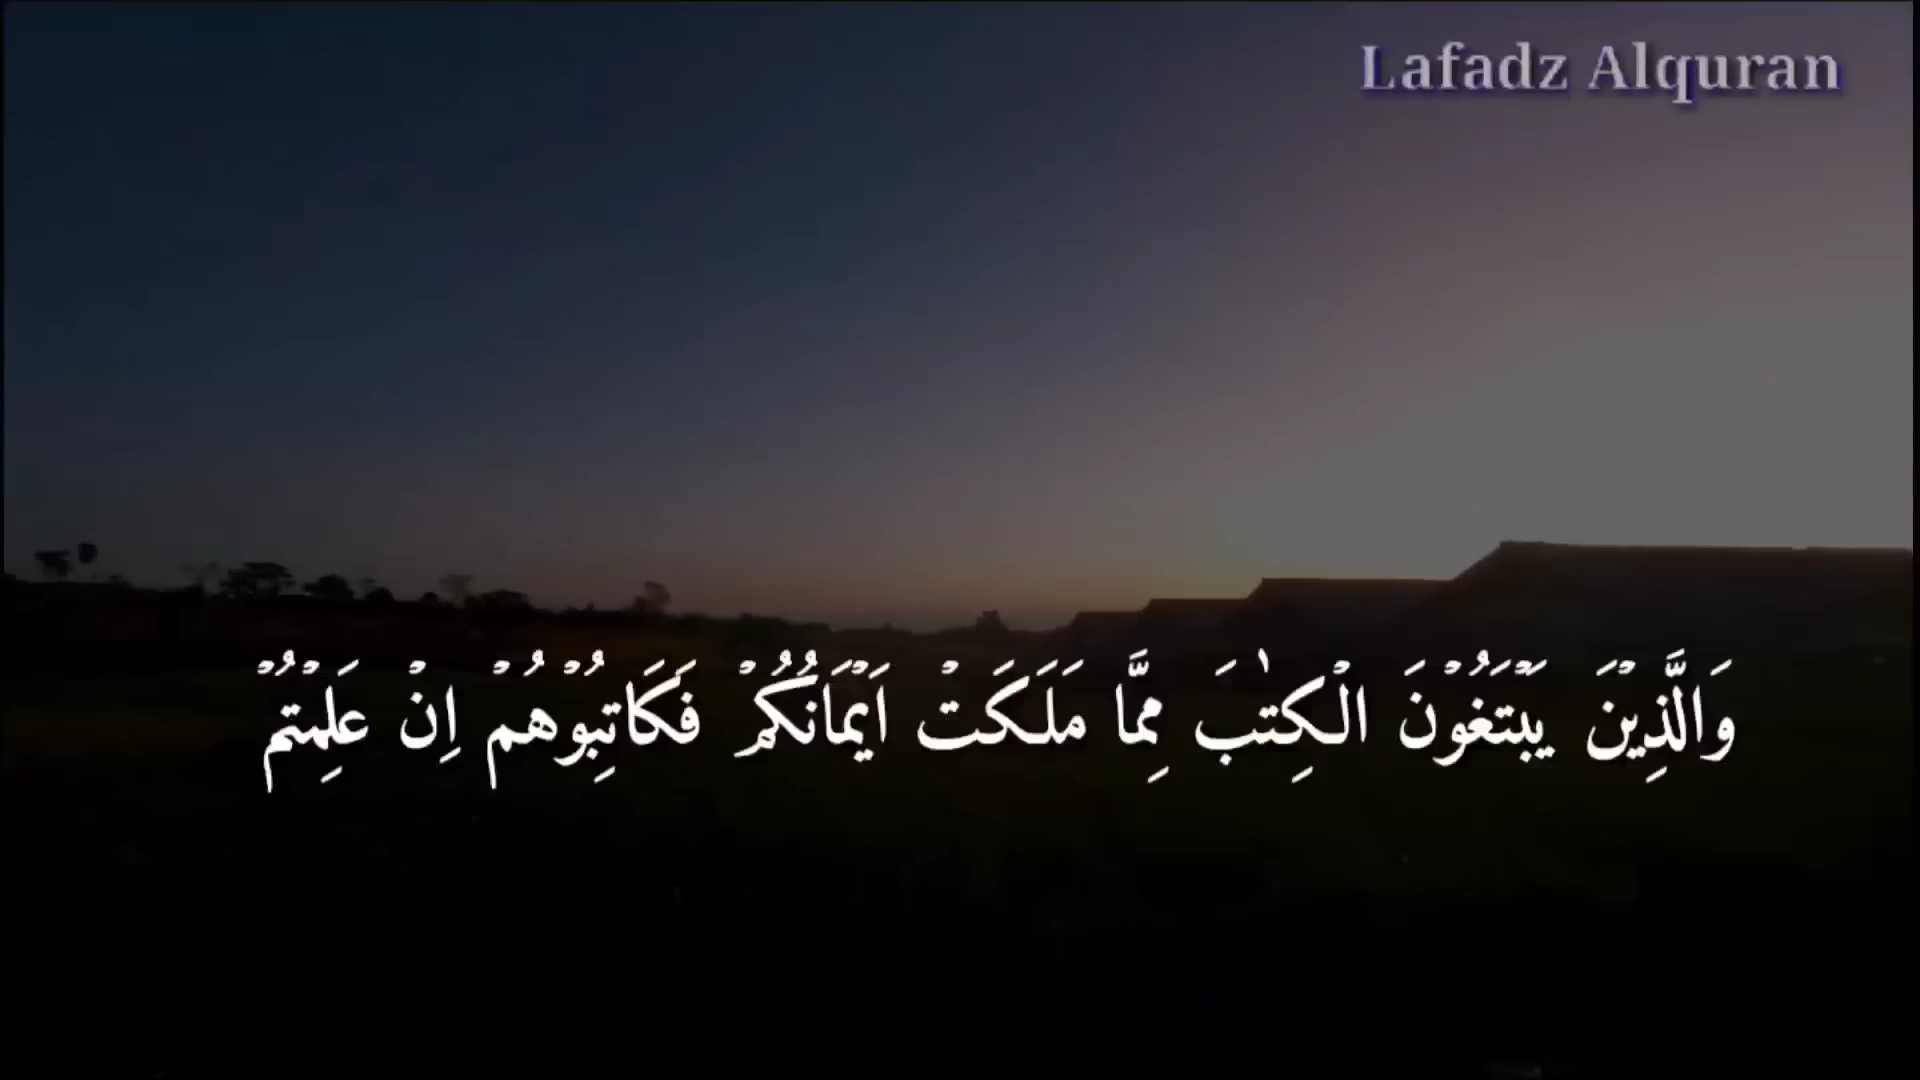 Lafadz Alquran
وَالَّذِيْنَ يَبْتَغُوْنَ الْكِتٰبَ مِمَّا مَلَكَتْ اَيْمَانُكُمْ فَكَاتِبُوْهُمْ اِنْ عَلِمْتُمْ